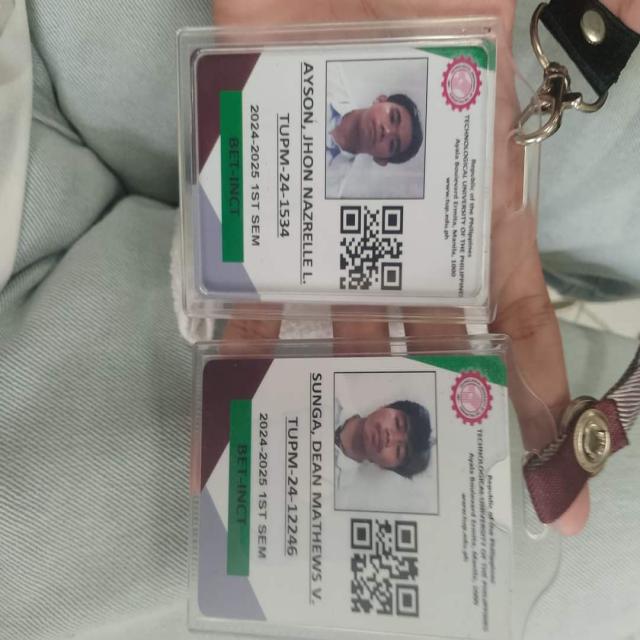 Republic of the Philippines
TECHNOLOGICAL UNIVERSITY OF THE PHILIPPINES
Ayala Boulevard Ermita, Manila, 1000
www.tup.edu.ph
AYSON, JHON NAZRELLE L.
TUPM-24-1534
2024-2025 1ST SEM
BET-INCT
Republic of the Philippines
TECHNOLOGICAL UNIVERSITY OF THE PHILIPPINES
Ayala Boulevard Ermita, Manila, 1000
www.tup.edu.ph
SUNGA, DEAN MATHEWS V.
TUPM-24-12246
2024-2025 1ST SEM
BET-INCT